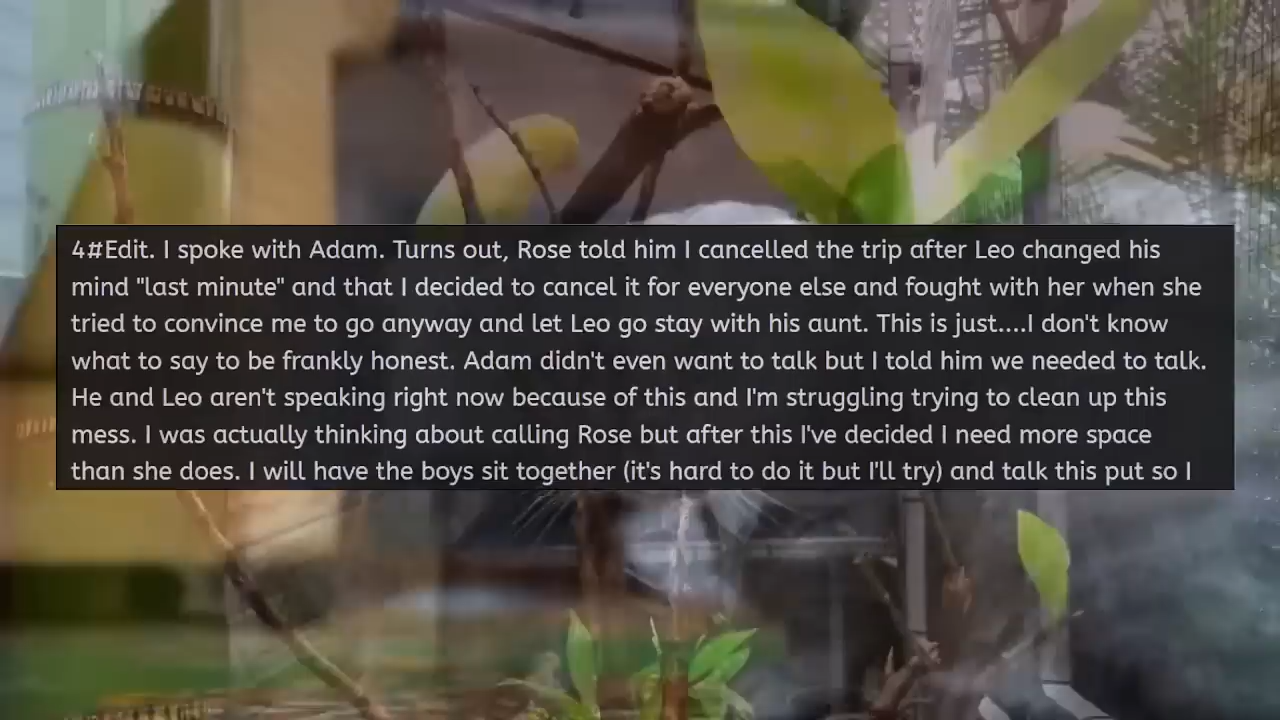 4#Edit. I spoke with Adam. Turns out, Rose told him I cancelled the trip after Leo changed his
mind "last minute" and that I decided to cancel it for everyone else and fought with her when she
tried to convince me to go anyway and let Leo go stay with his aunt. This is just....I don't know
what to say to be frankly honest. Adam didn't even want to talk but I told him we needed to talk.
He and Leo aren't speaking right now because of this and I'm struggling trying to clean up this
mess. I was actually thinking about calling Rose but after this I've decided I need more space
than she does. I will have the boys sit together (it's hard to do it but I'll try) and talk this put so I